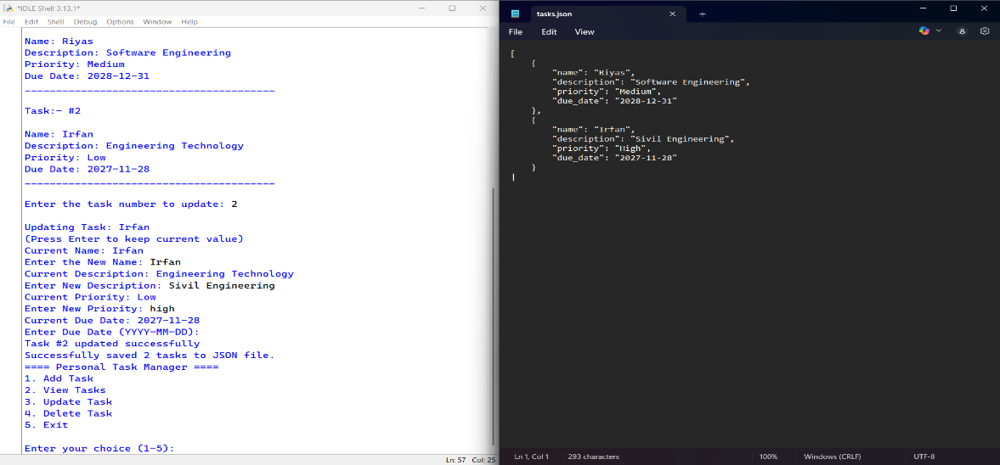 *IDLE Shell 3.13.1*
File Edit Shell Debug Options Window Help
Name: Riyas
Description: Software Engineering
Priority: Medium
Due Date: 2028-12-31
----------------------------------------
Task:- #2
Name: Irfan
Description: Engineering Technology
Priority: Low
Due Date: 2027-11-28
----------------------------------------
Enter the task number to update: 2
Updating Task: Irfan
(Press Enter to keep current value)
Current Name: Irfan
Enter the New Name: Irfan
Current Description: Engineering Technology
Enter New Description: Sivil Engineering
Current Priority: Low
Enter New Priority: high
Current Due Date: 2027-11-28
Enter Due Date (YYYY-MM-DD):
Task #2 updated successfully
Successfully saved 2 tasks to JSON file.
==== Personal Task Manager ====
1. Add Task
2. View Tasks
3. Update Task
4. Delete Task
5. Exit
Enter your choice (1-5):
Ln: 57 Col: 25
tasks.json
File Edit View
[
{
"name": "Riyas",
"description": "Software Engineering",
"priority": "Medium",
"due_date": "2028-12-31"
},
{
"name": "Irfan",
"description": "Sivil Engineering",
"priority": "High",
"due_date": "2027-11-28"
}
]
Ln 1, Col 1 293 characters 100% Windows (CRLF) UTF-8